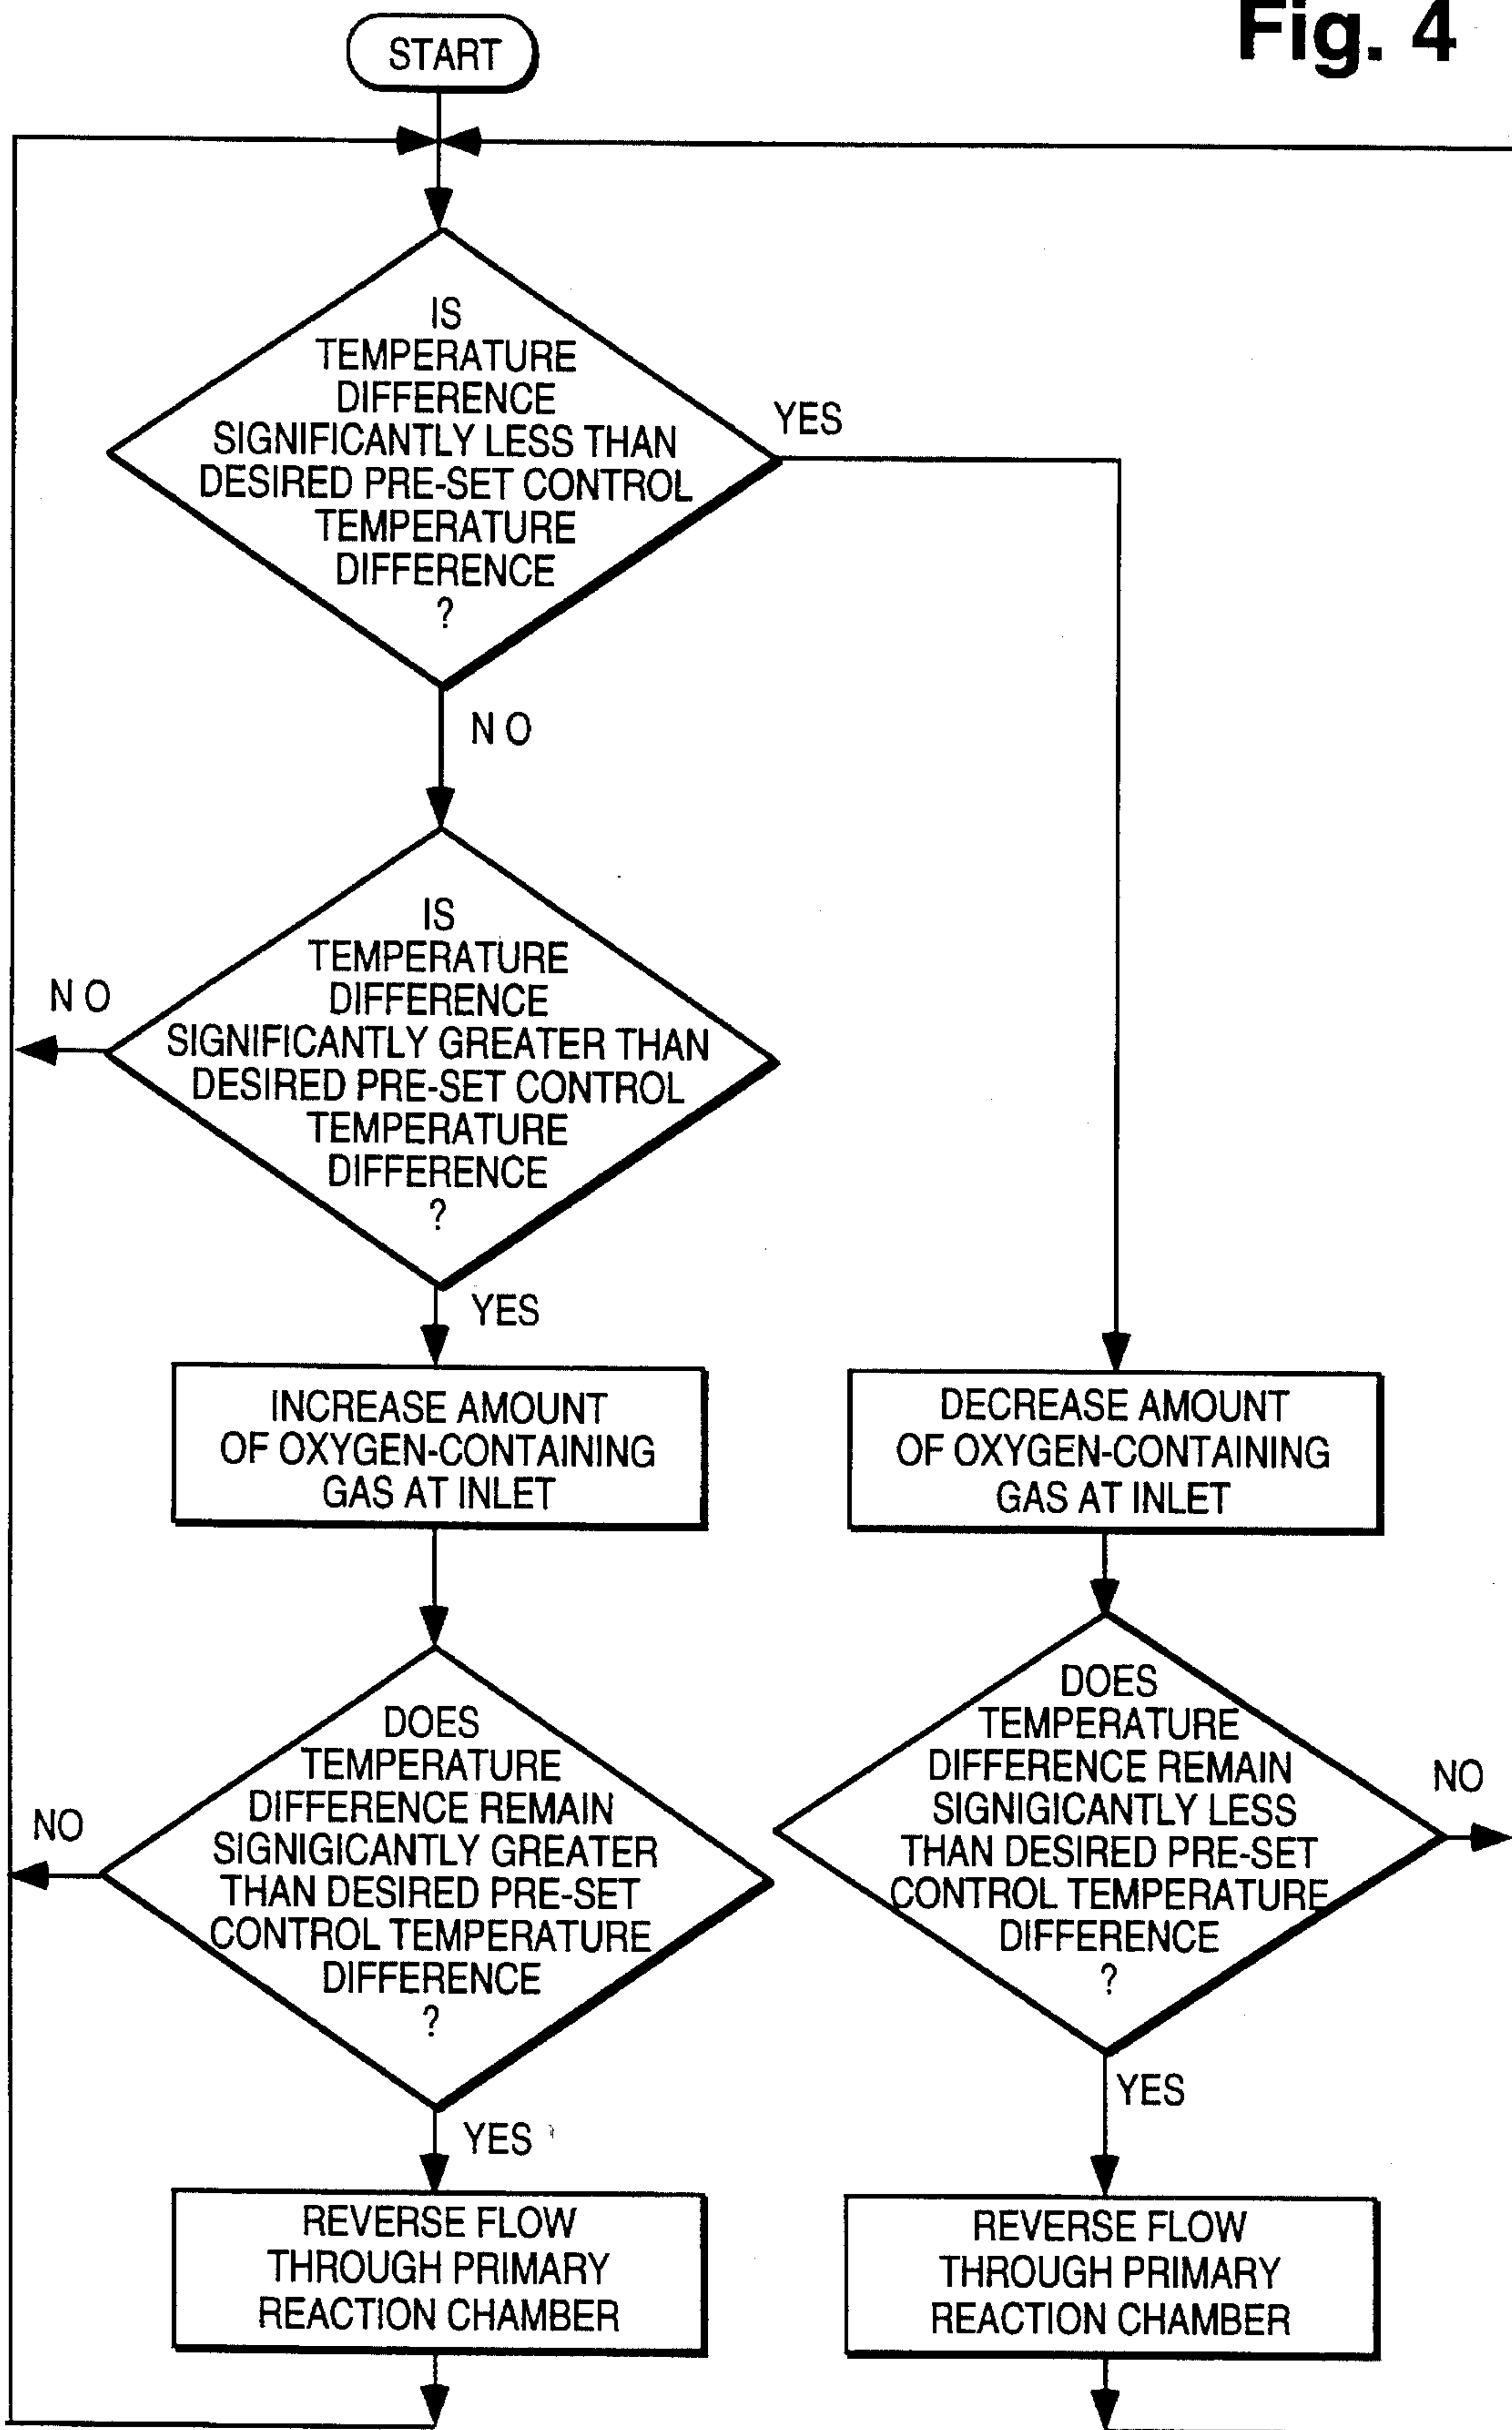 Fig. 4
START
IS
TEMPERATURE
DIFFERENCE
SIGNIFICANTLY LESS THAN
DESIRED PRE-SET CONTROL
TEMPERATURE
DIFFERENCE
?
YES
NO
IS
TEMPERATURE
DIFFERENCE
SIGNIFICANTLY GREATER THAN
DESIRED PRE-SET CONTROL
TEMPERATURE
DIFFERENCE
?
NO
YES
INCREASE AMOUNT
OF OXYGEN-CONTAINING
GAS AT INLET
DECREASE AMOUNT
OF OXYGEN-CONTAINING
GAS AT INLET
DOES
TEMPERATURE
DIFFERENCE REMAIN
SIGNIGICANTLY GREATER
THAN DESIRED PRE-SET
CONTROL TEMPERATURE
DIFFERENCE
?
NO
YES
DOES
TEMPERATURE
DIFFERENCE REMAIN
SIGNIGICANTLY LESS
THAN DESIRED PRE-SET
CONTROL TEMPERATURE
DIFFERENCE
?
NO
YES
REVERSE FLOW
THROUGH PRIMARY
REACTION CHAMBER
REVERSE FLOW
THROUGH PRIMARY
REACTION CHAMBER